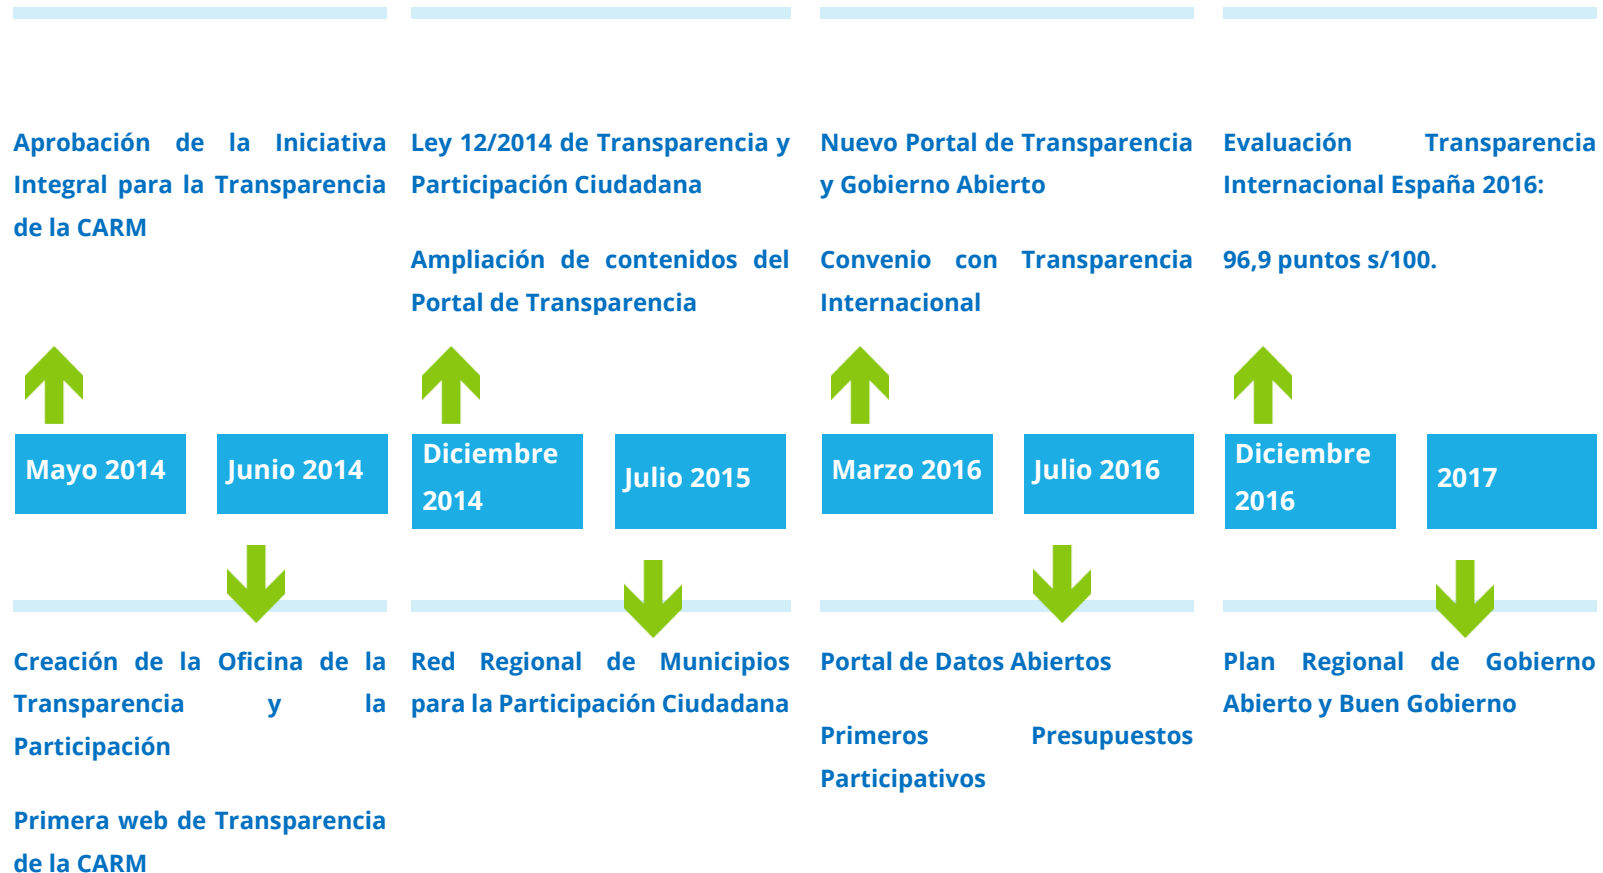 Aprobación de la Iniciativa
Integral para la Transparencia
de la CARM
Ley 12/2014 de Transparencia y
Participación Ciudadana
Ampliación de contenidos del
Portal de Transparencia
Nuevo Portal de Transparencia
y Gobierno Abierto
Convenio con Transparencia
Internacional
Evaluación Transparencia
Internacional España 2016:
96,9 puntos s/100.
Mayo 2014
Junio 2014
Diciembre
2014
Julio 2015
Marzo 2016
Julio 2016
Diciembre
2016
2017
Creación de la Oficina de la
Transparencia y la
Participación
Primera web de Transparencia
de la CARM
Red Regional de Municipios
para la Participación Ciudadana
Portal de Datos Abiertos
Primeros Presupuestos
Participativos
Plan Regional de Gobierno
Abierto y Buen Gobierno